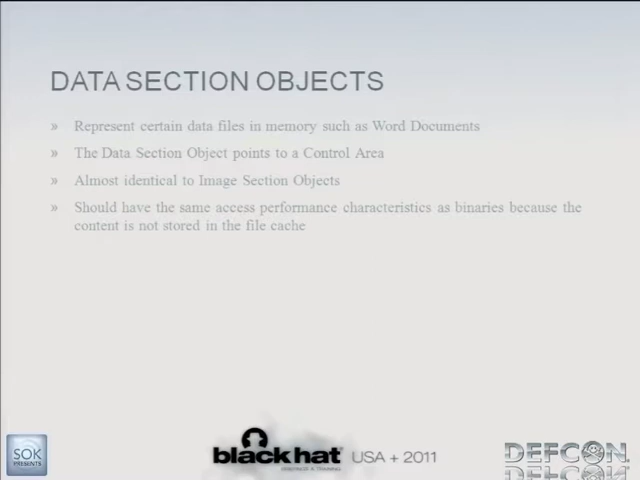 DATA SECTION OBJECTS
» Represent certain data files in memory such as Word Documents
» The Data Section Object points to a Control Area
» Almost identical to Image Section Objects
» Should have the same access performance characteristics as binaries because the
content is not stored in the file cache
SOK
PRESENTS
blackhat USA + 2011
DEFCON